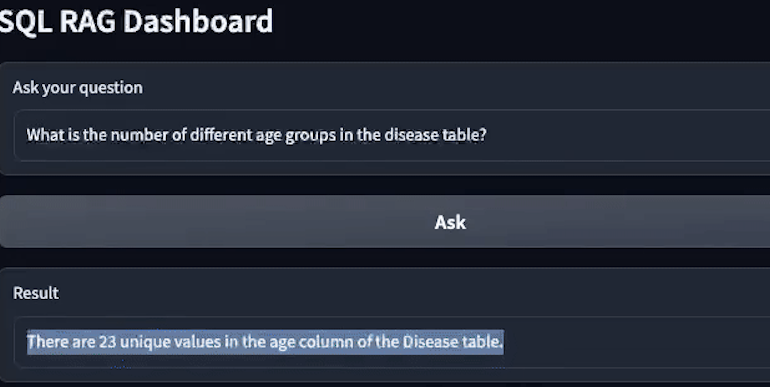 SQL RAG Dashboard
Ask your question
What is the number of different age groups in the disease table?
Ask
Result
There are 23 unique values in the age column of the Disease table.